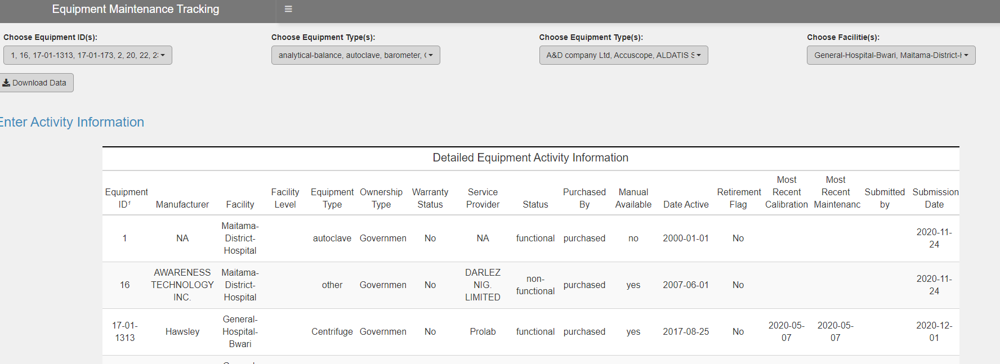 Equipment Maintenance Tracking
Choose Equipment ID(s): Choose Equipment Type(s): Choose Equipment Type(s): Choose Facilitie(s):
1, 16, 17-01-1313, 17-01-173, 2, 20, 22, 2 analytical-balance, autoclave, barometer, A&D company Ltd, Accuscope, ALDATIS S General-Hospital-Bwari, Maitama-District-
Download Data
Enter Activity Information
Detailed Equipment Activity Information
Most Most
Equipment Facility Equipment Ownership Warranty Service Purchased Manual Retirement Recent Recent Submitted Submission
ID¹ Manufacturer Facility Level Type Type Status Provider Status By Available Date Active Flag Calibration Maintenanc by Date
Maitama-
District-
Hospital
1 NA autoclave Governmen No NA functional purchased no 2000-01-01 No 2020-11-
24
AWARENESS Maitama- DARLEZ
TECHNOLOGY District- NIG.
INC. Hospital LIMITED
16 other Governmen No non-
functional purchased yes 2007-06-01 No 2020-11-
24
General-
Hospital-
Bwari
17-01-
1313 Hawsley Centrifuge Governmen No Prolab functional purchased yes 2017-08-25 No 2020-05-
07 2020-05-
07 2020-12-
01